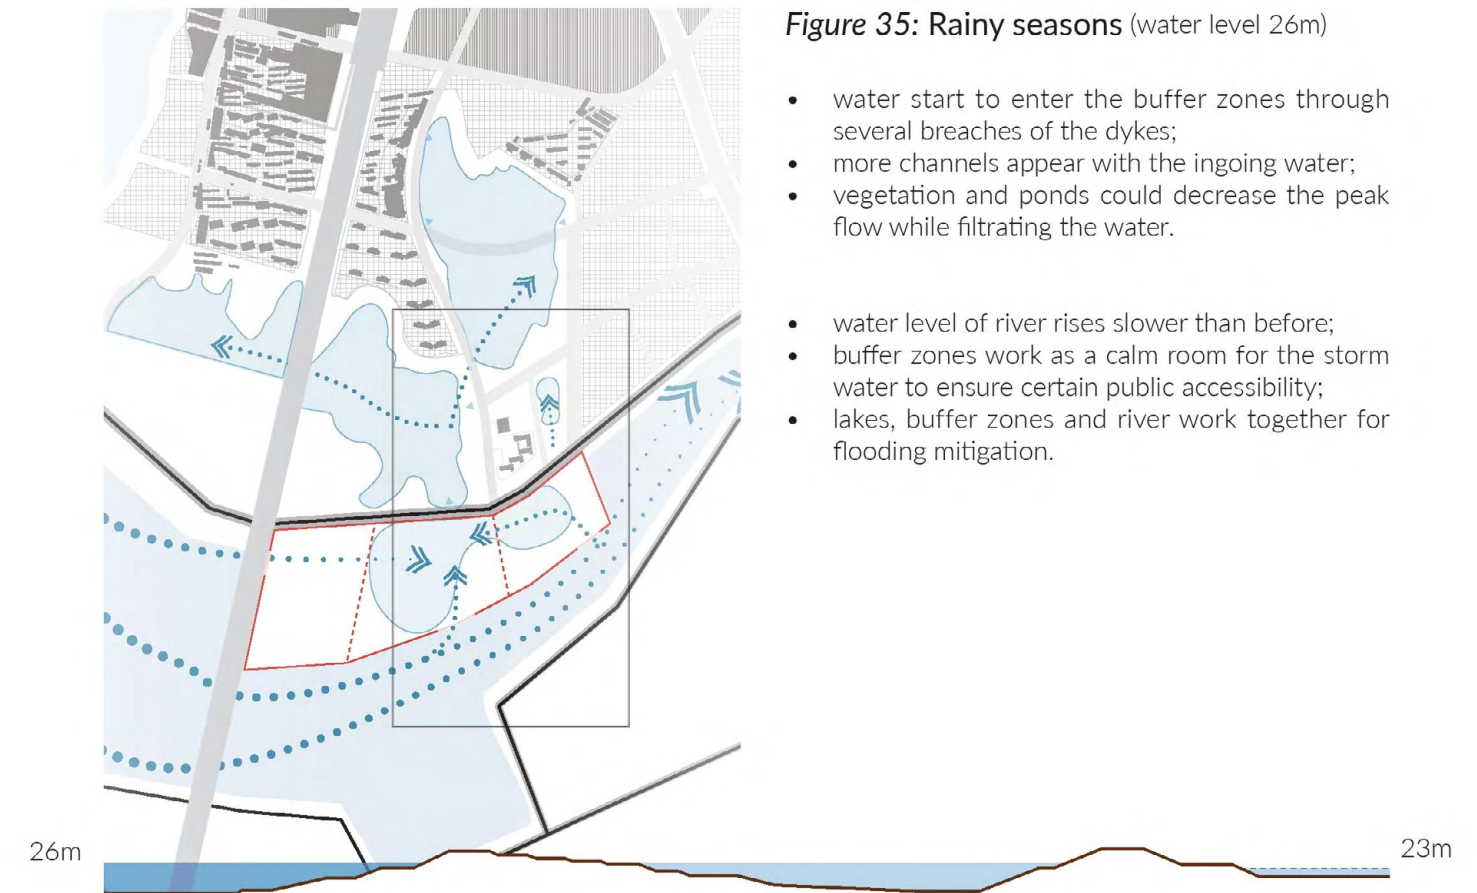 Figure 35: Rainy seasons (water level 26m)
• water start to enter the buffer zones through
several breaches of the dykes;
• more channels appear with the ingoing water;
• vegetation and ponds could decrease the peak
flow while filtrating the water.
• water level of river rises slower than before;
• buffer zones work as a calm room for the storm
water to ensure certain public accessibility;
• lakes, buffer zones and river work together for
flooding mitigation.
26m
23m